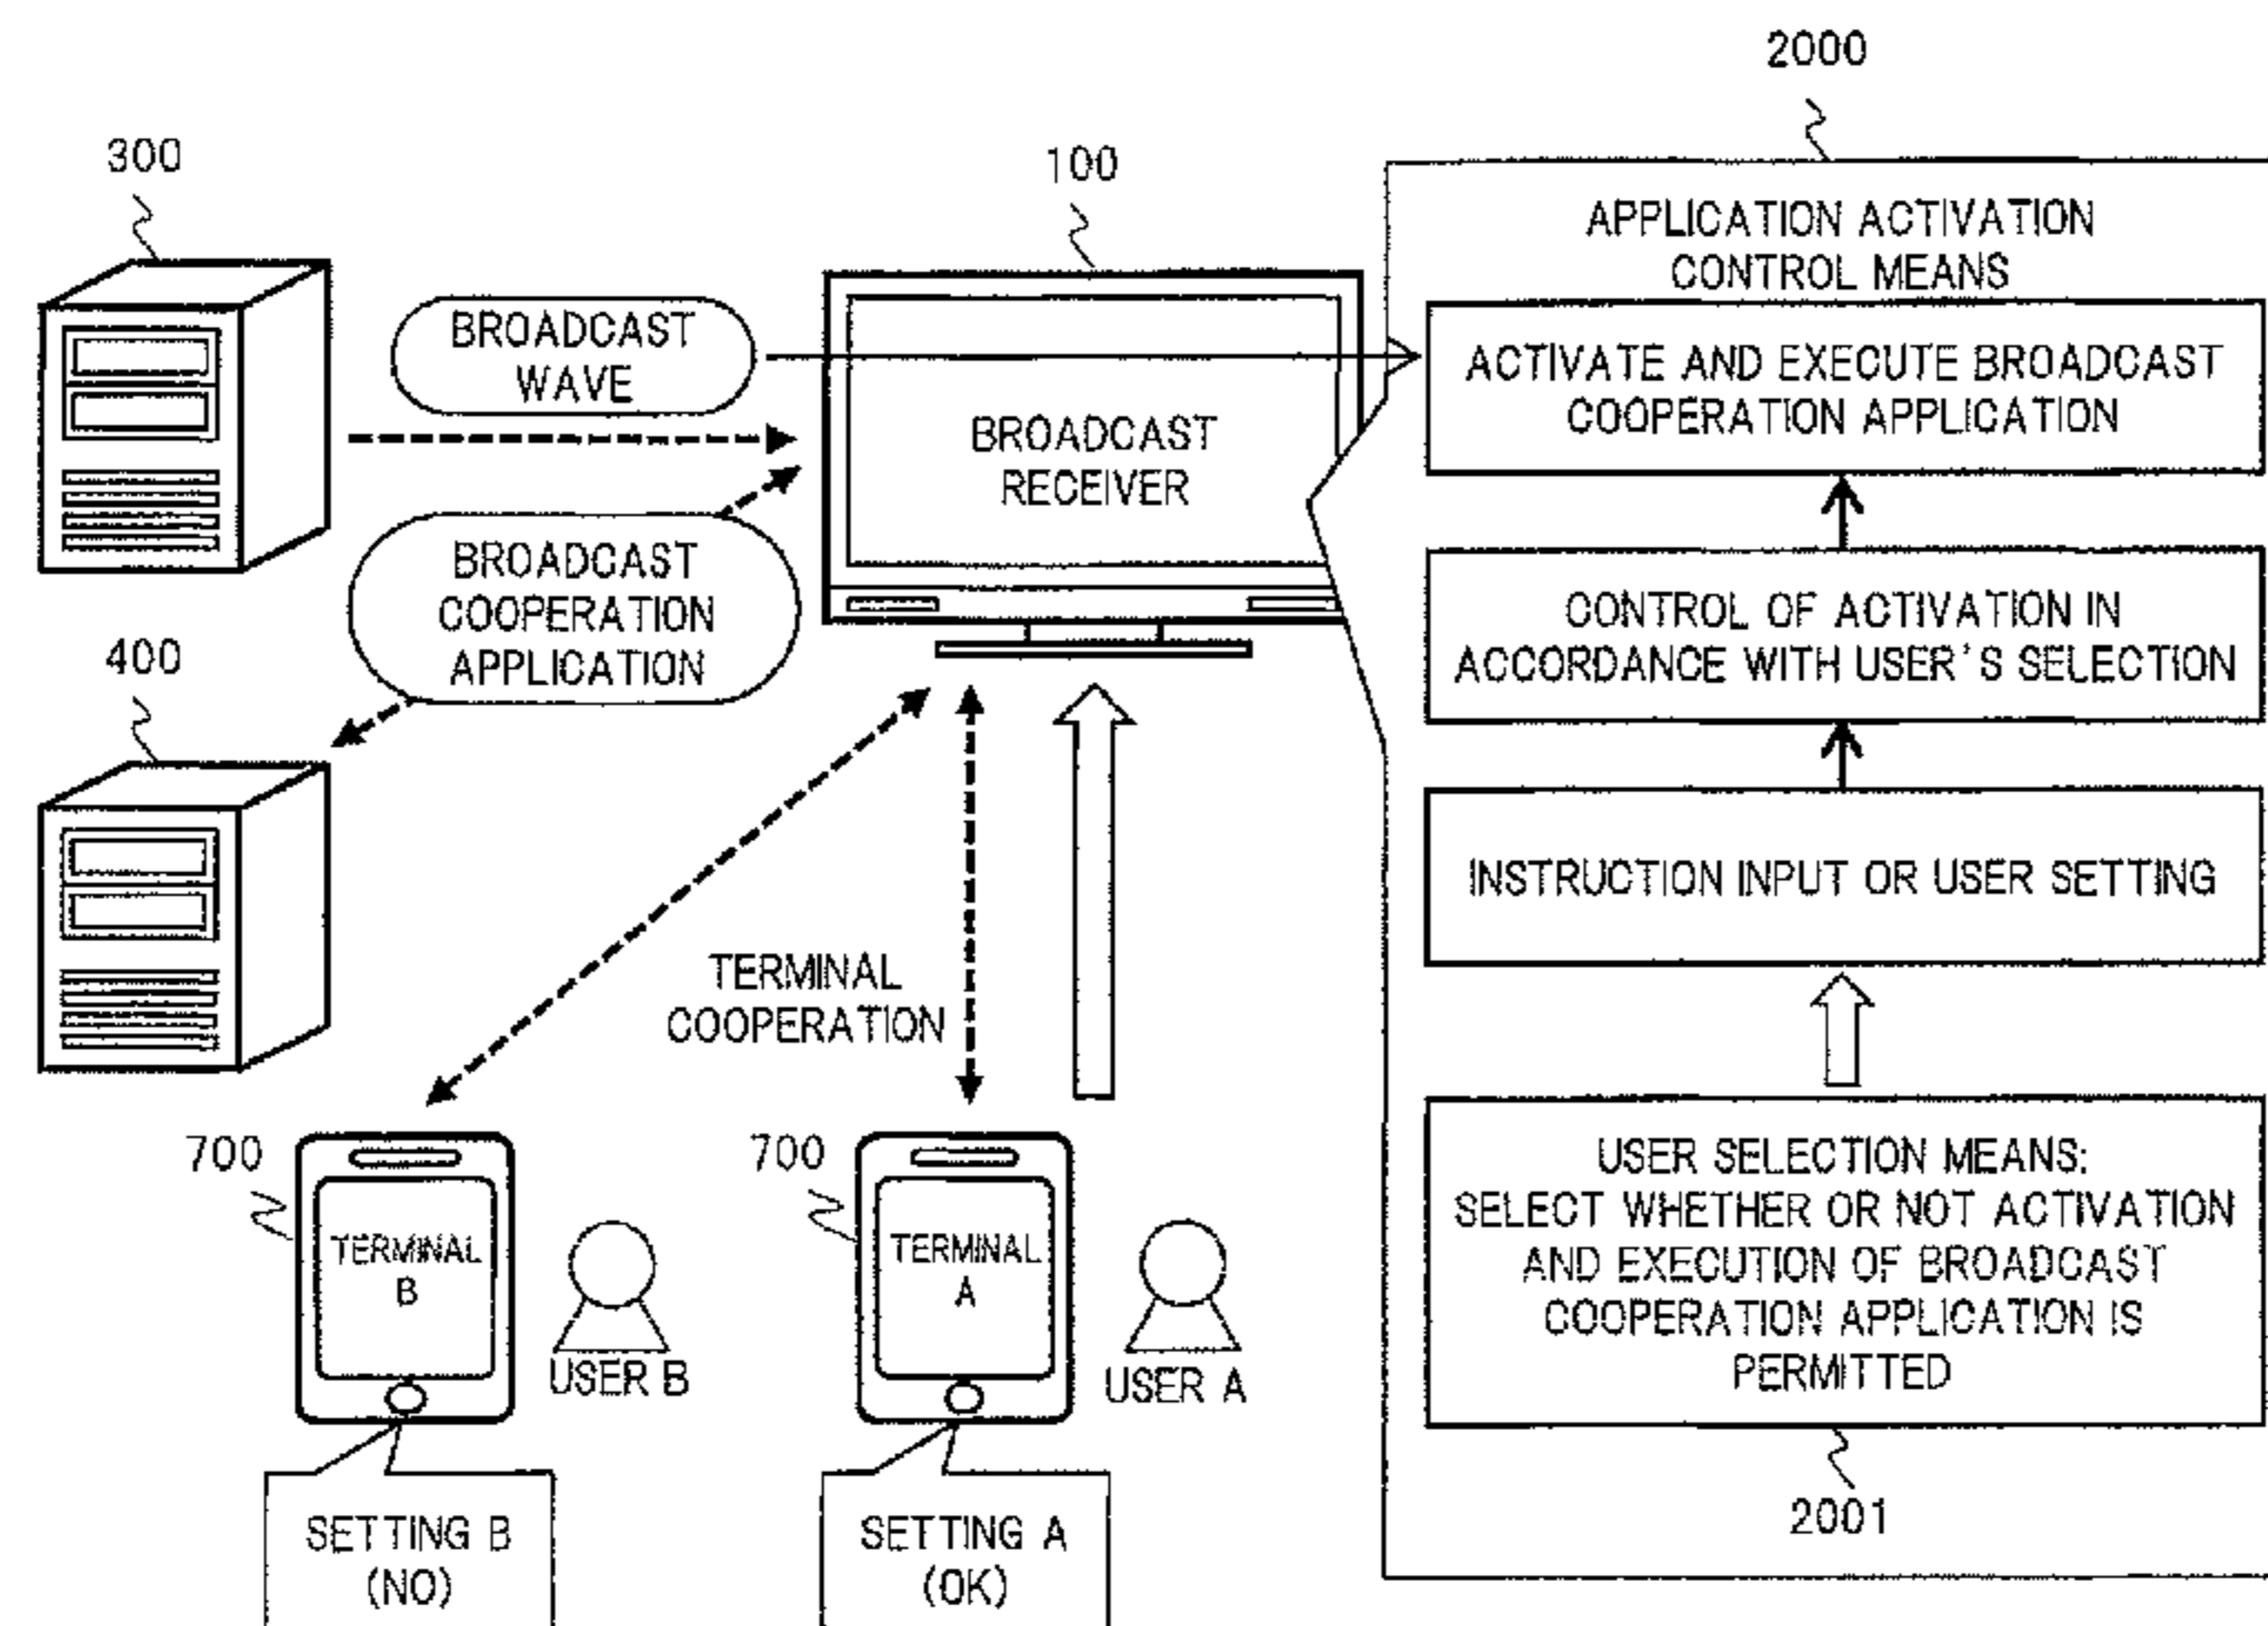 2000
300
100
APPLICATION ACTIVATION
CONTROL MEANS
BROADCAST
WAVE
ACTIVATE AND EXECUTE BROADCAST
COOPERATION APPLICATION
BROADCAST
RECEIVER
BROADCAST
COOPERATION
APPLICATION
CONTROL OF ACTIVATION IN
ACCORDANCE WITH USER'S SELECTION
400
INSTRUCTION INPUT OR USER SETTING
TERMINAL
COOPERATION
700
TERMINAL
B
USER B
700
TERMINAL
A
USER A
USER SELECTION MEANS:
SELECT WHETHER OR NOT ACTIVATION
AND EXECUTION OF BROADCAST
COOPERATION APPLICATION IS
PERMITTED
2001
SETTING B
(NO)
SETTING A
(OK)